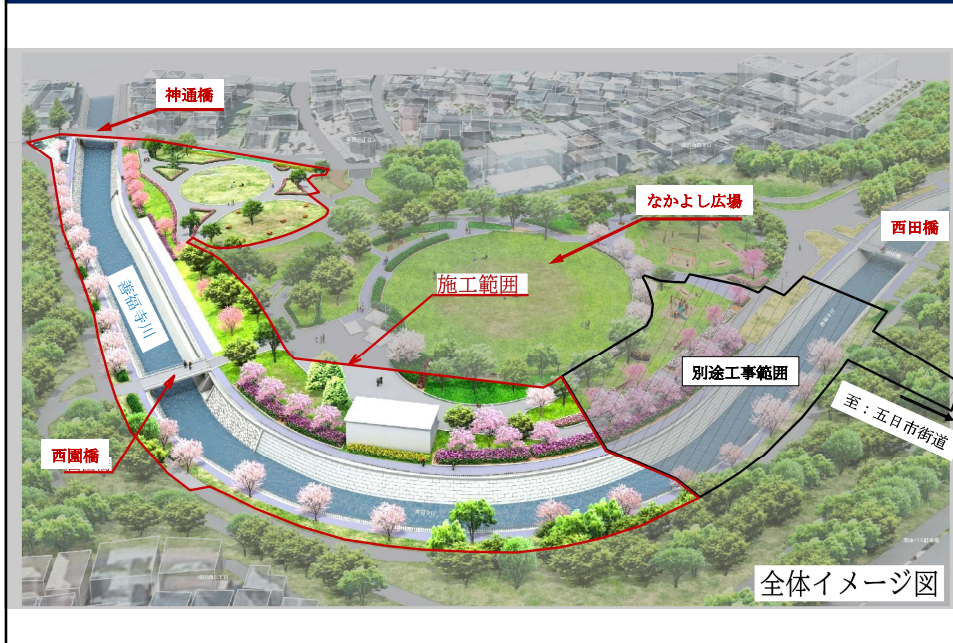 神通橋
なかよし広場
西田橋
施工範囲
善福寺川
別途工事範囲
至：五日市街道
西園橋
全体イメージ図